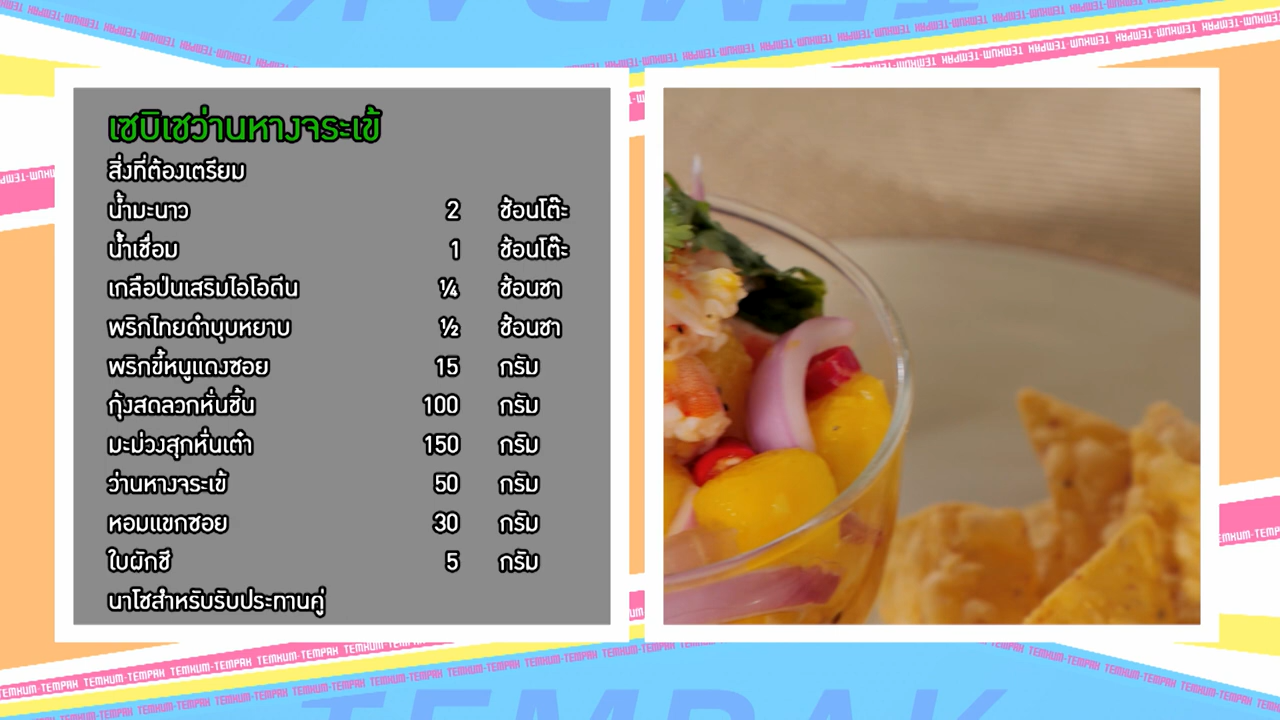 เซบิเชว่านหางจระเข้
สิ่งที่ต้องเตรียม
น้ำมะนาว 2 ช้อนโต๊ะ
น้ำเชื่อม 1 ช้อนโต๊ะ
เกลือป่นเสริมไอโอดีน ¼ ช้อนชา
พริกไทยดำบุบหยาบ ½ ช้อนชา
พริกขี้หนูแดงซอย 15 กรัม
กุ้งสดลวกหั่นชิ้น 100 กรัม
มะม่วงสุกหั่นเต๋า 150 กรัม
ว่านหางจระเข้ 50 กรัม
หอมแขกซอย 30 กรัม
ใบผักชี 5 กรัม
นาโชสำหรับรับประทานคู่
TEMKUM-TEMPAK TEMKUM-TEMPAK TEMKUM-TEMPAK TEMKUM-TEMPAK
TEMPAK